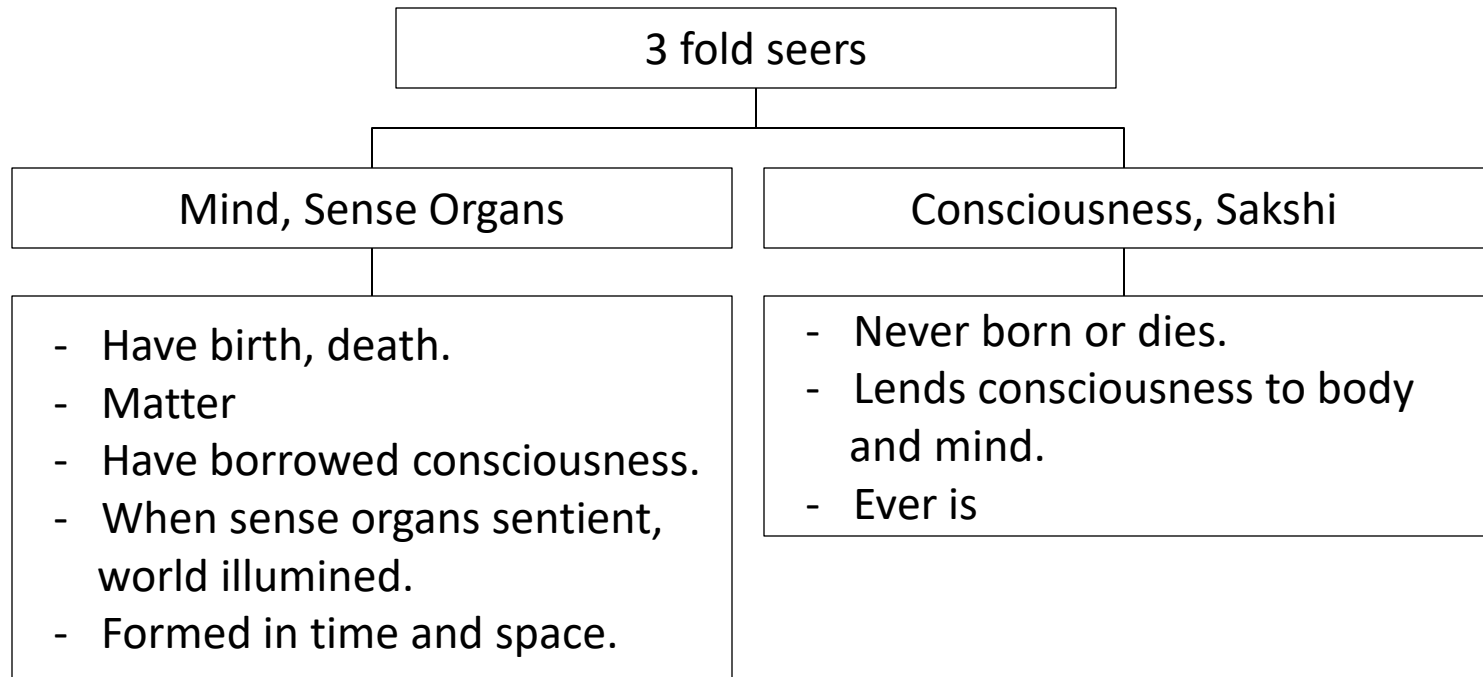 3 fold seers
Mind, Sense Organs
Consciousness, Sakshi
- Have birth, death.
- Matter
- Have borrowed consciousness.
- When sense organs sentient,
world illumined.
- Formed in time and space.
- Never born or dies.
- Lends consciousness to body
and mind.
- Ever is